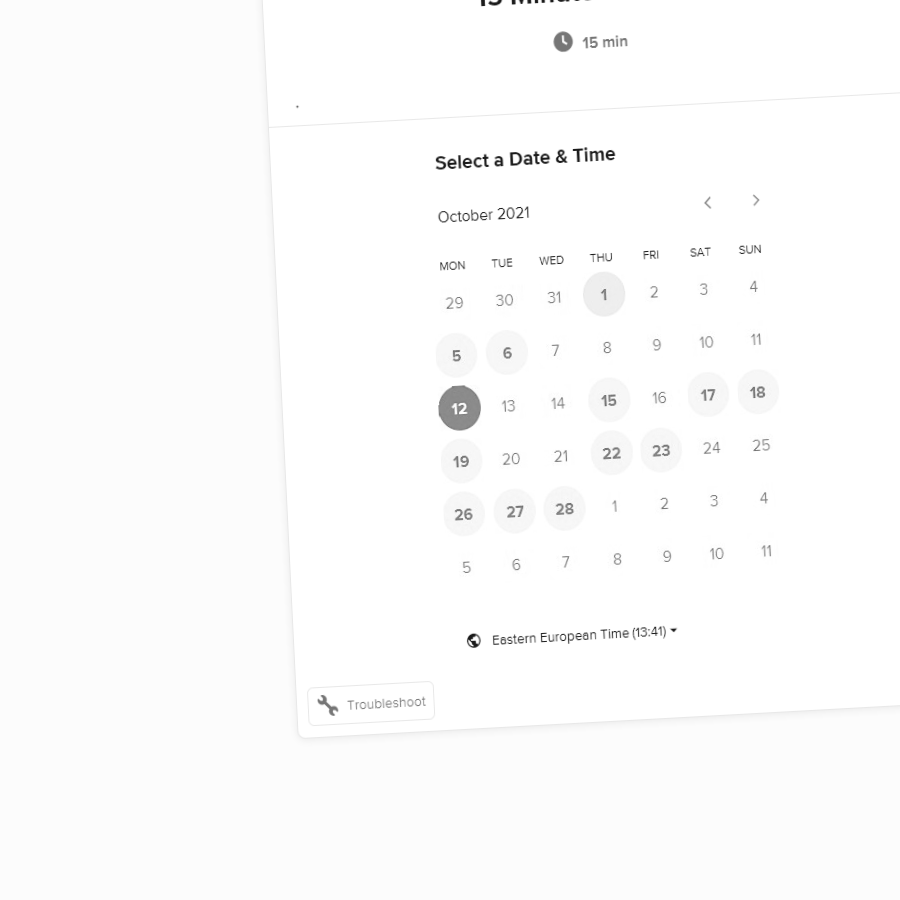 15 min
Select a Date & Time
October 2021
MON TUE WED THU FRI SAT SUN
29 30 31 1 2 3 4
5 6 7 8 9 10 11
12 13 14 15 16 17 18
19 20 21 22 23 24 25
26 27 28 1 2 3 4
5 6 7 8 9 10 11
Eastern European Time (13:41)
Troubleshoot